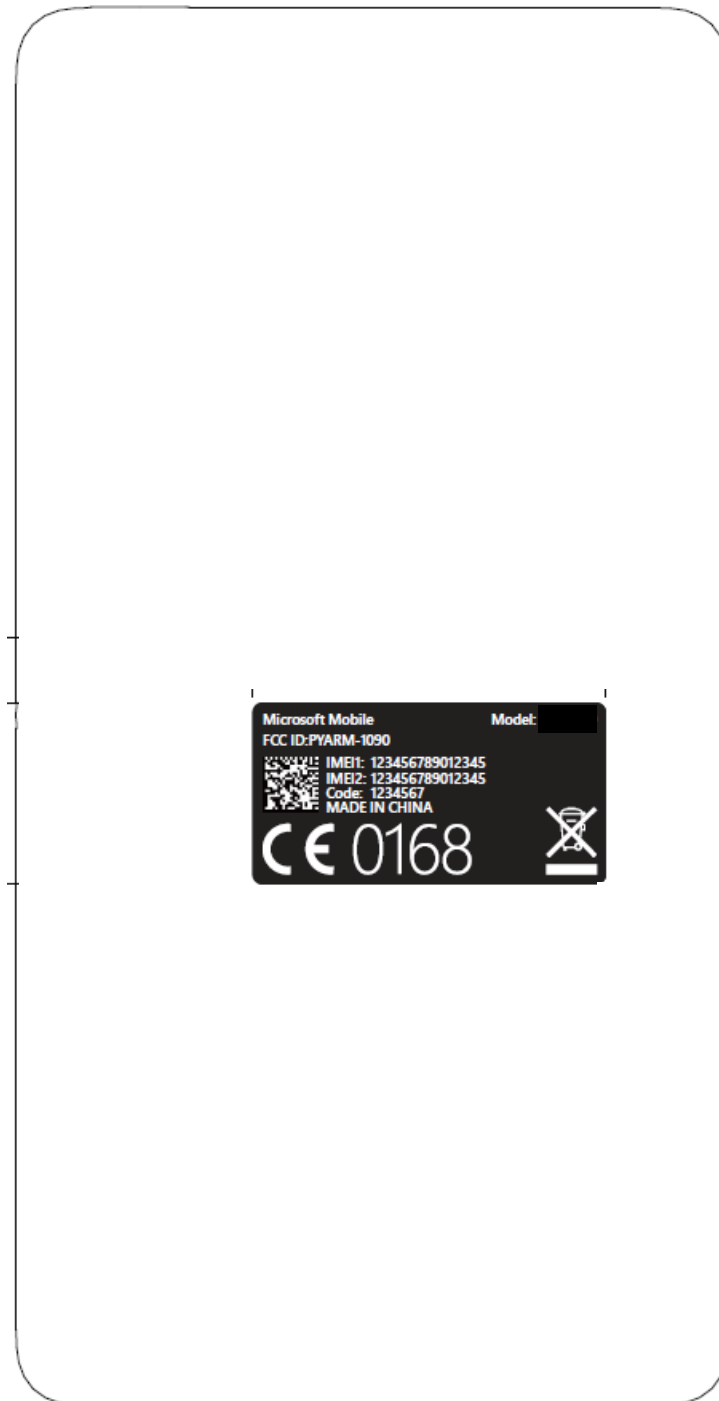 Microsoft Mobile Model:
FCC ID:PYARM-1090
IMEI1: 123456789012345
IMEI2: 123456789012345
Code: 1234567
MADE IN CHINA
CE 0168